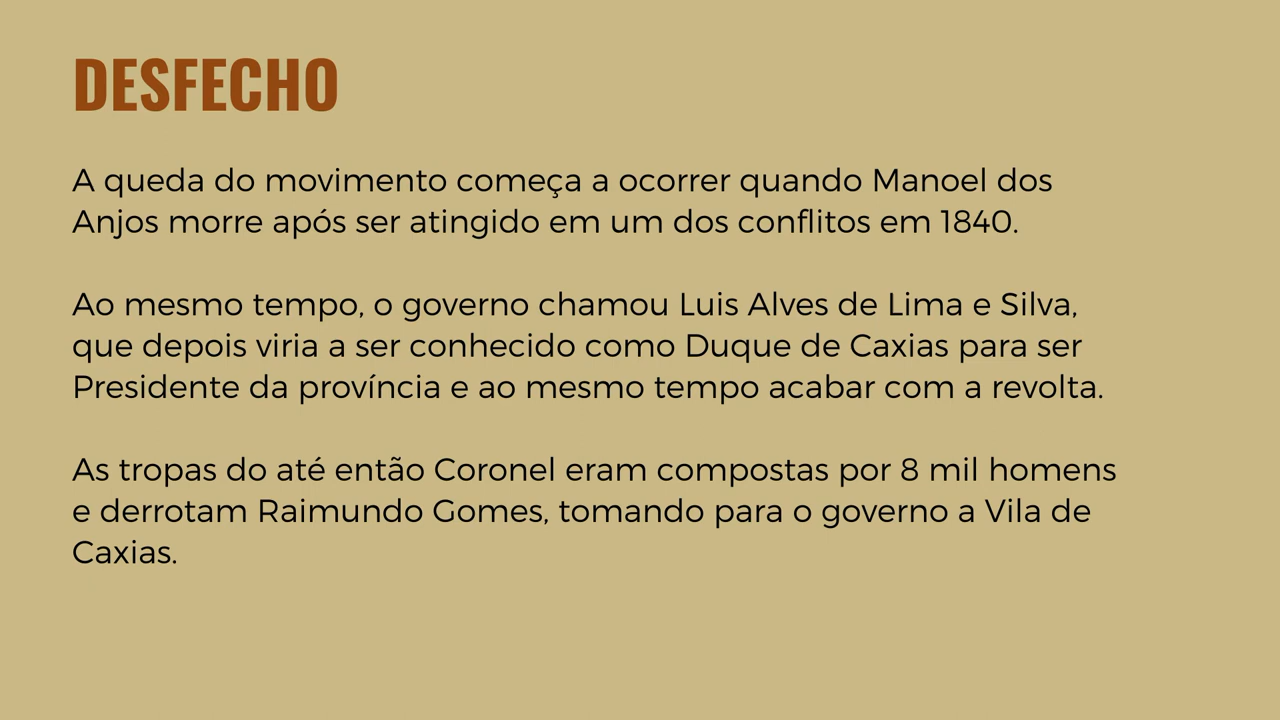 DESFECHO
A queda do movimento começa a ocorrer quando Manoel dos
Anjos morre após ser atingido em um dos conflitos em 1840.
Ao mesmo tempo, o governo chamou Luis Alves de Lima e Silva,
que depois viria a ser conhecido como Duque de Caxias para ser
Presidente da província e ao mesmo tempo acabar com a revolta.
As tropas do até então Coronel eram compostas por 8 mil homens
e derrotam Raimundo Gomes, tomando para o governo a Vila de
Caxias.